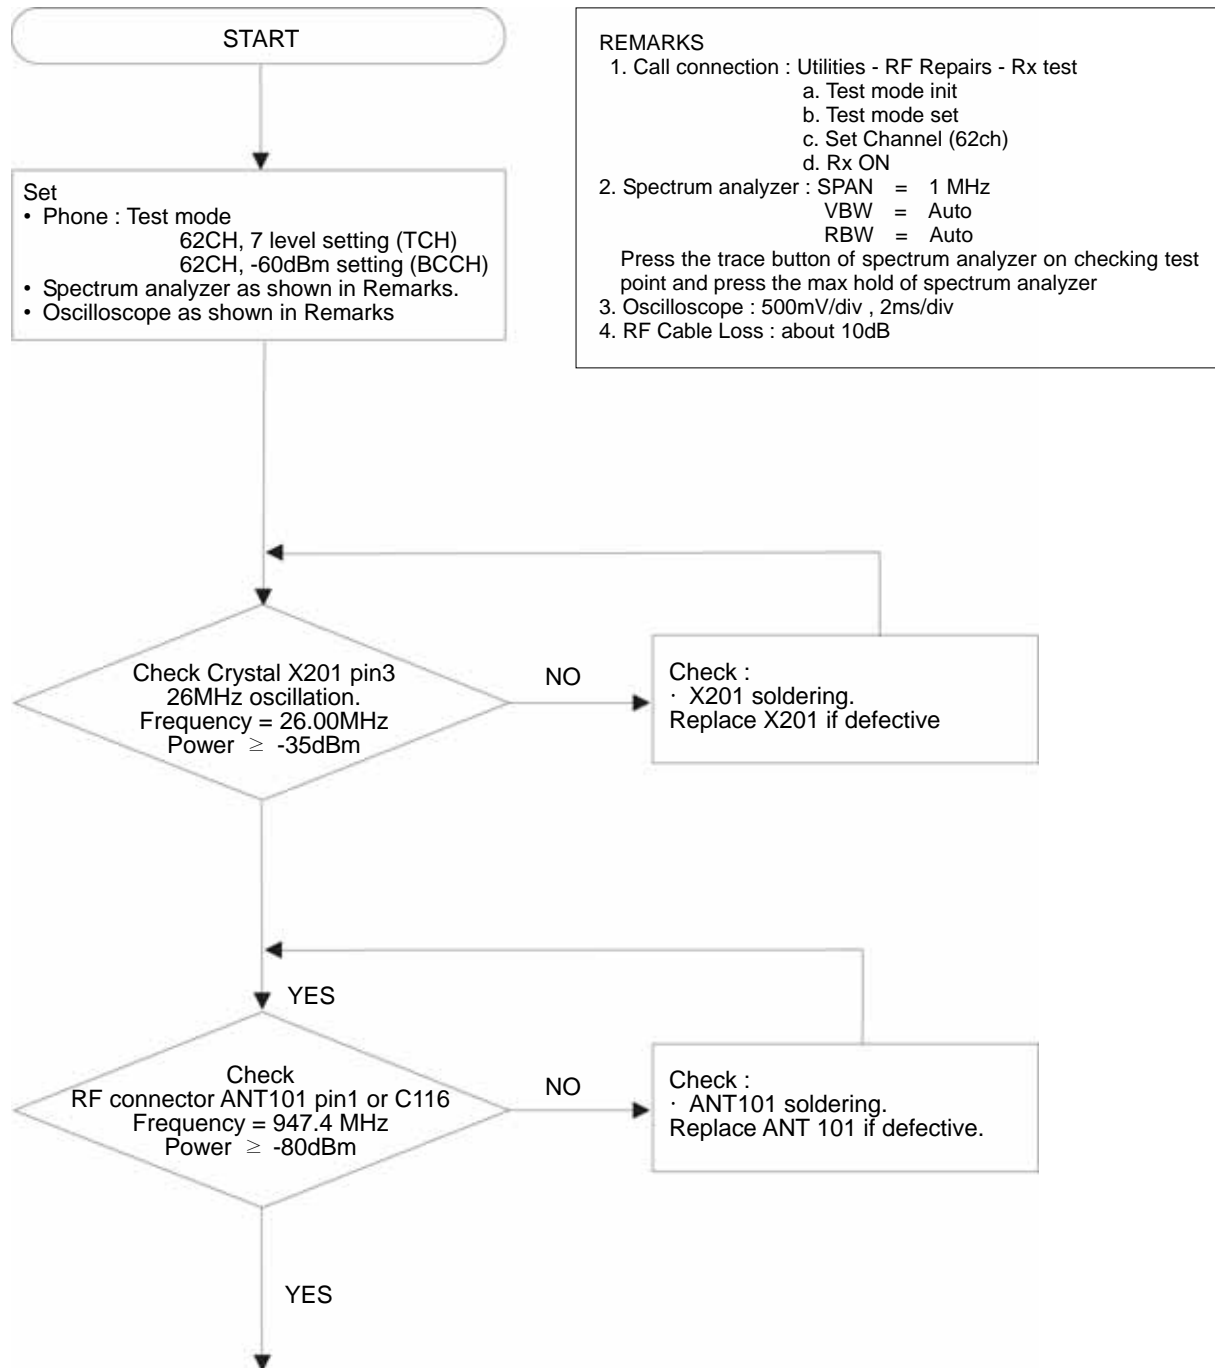 START
REMARKS
1. Call connection : Utilities - RF Repairs - Rx test
a. Test mode init
b. Test mode set
c. Set Channel (62ch)
d. Rx ON
2. Spectrum analyzer : SPAN = 1 MHz
VBW = Auto
RBW = Auto
Press the trace button of spectrum analyzer on checking test
point and press the max hold of spectrum analyzer
3. Oscilloscope : 500mV/div , 2ms/div
4. RF Cable Loss : about 10dB
Set
• Phone : Test mode
62CH, 7 level setting (TCH)
62CH, -60dBm setting (BCCH)
• Spectrum analyzer as shown in Remarks.
• Oscilloscope as shown in Remarks
Check Crystal X201 pin3
26MHz oscillation.
Frequency = 26.00MHz
Power ≥ -35dBm
NO
Check :
· X201 soldering.
Replace X201 if defective
YES
Check
RF connector ANT101 pin1 or C116
Frequency = 947.4 MHz
Power ≥ -80dBm
NO
Check :
· ANT101 soldering.
Replace ANT 101 if defective.
YES